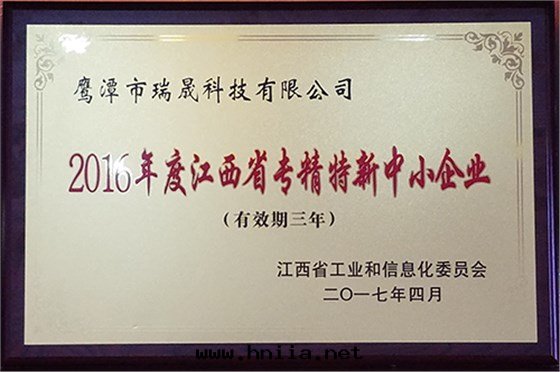 鹰潭市瑞晟科技有限公司
2016年度江西省专精特新中小企业
（有效期三年）
江西省工业和信息化委员会
二〇一七年四月
www.hniia.net